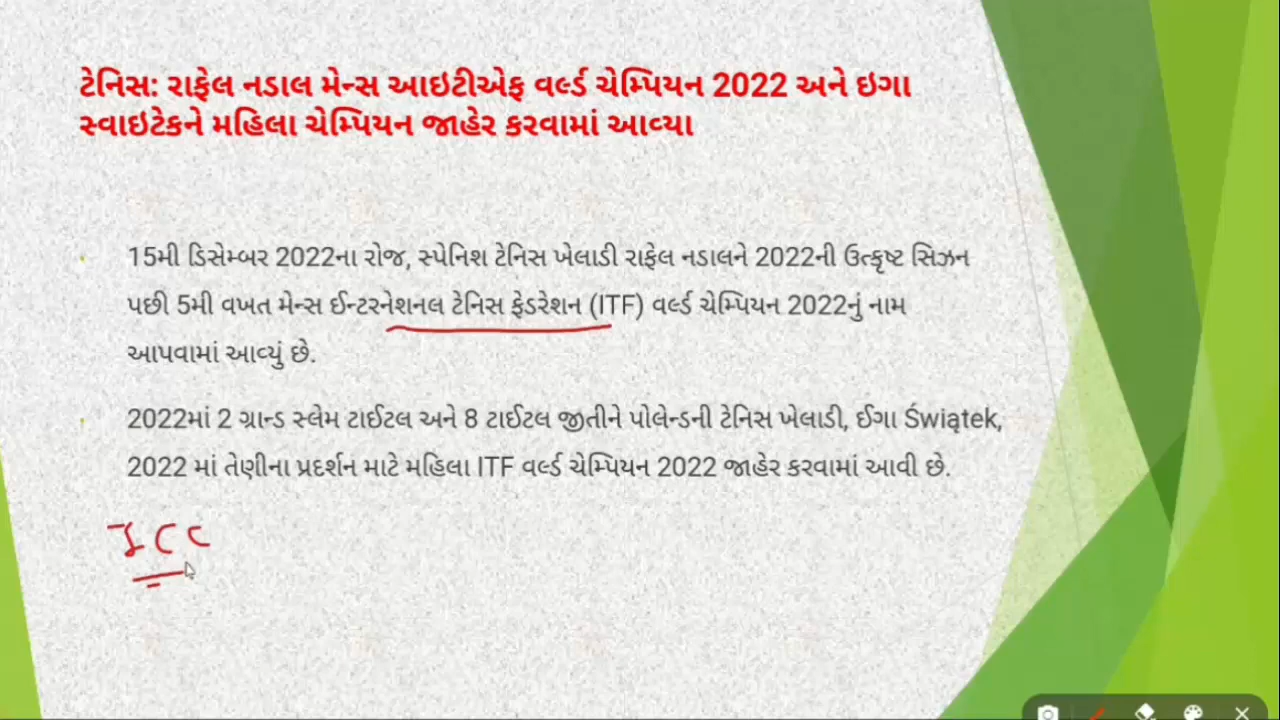 ટેનિસ: રાફેલ નડાલ મેન્સ આઇટીએફ વર્લ્ડ ચેમ્પિયન 2022 અને ઇગા
સ્વાઇટેકને મહિલા ચેમ્પિયન જાહેર કરવામાં આવ્યા
15મી ડિસેમ્બર 2022ના રોજ, સ્પેનિશ ટેનિસ ખેલાડી રાફેલ નડાલને 2022ની ઉત્કૃષ્ટ સિઝન
પછી 5મી વખત મેન્સ ઈન્ટરનેશનલ ટેનિસ ફેડરેશન (ITF) વર્લ્ડ ચેમ્પિયન 2022નું નામ
આપવામાં આવ્યું છે.
2022માં 2 ગ્રાન્ડ સ્લેમ ટાઈટલ અને 8 ટાઈટલ જીતીને પોલેન્ડની ટેનિસ ખેલાડી, ઈગા Świątek,
2022 માં તેણીના પ્રદર્શન માટે મહિલા ITF વર્લ્ડ ચેમ્પિયન 2022 જાહેર કરવામાં આવી છે.
ICC